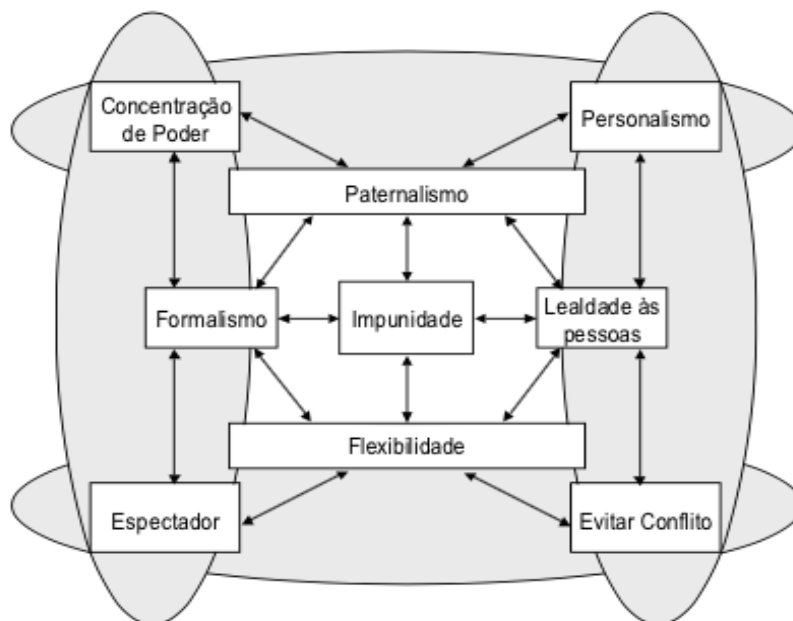 Concentração
de Poder
Personalismo
Paternalismo
Formalismo
Impunidade
Lealdade às
pessoas
Flexibilidade
Espectador
Evitar Conflito